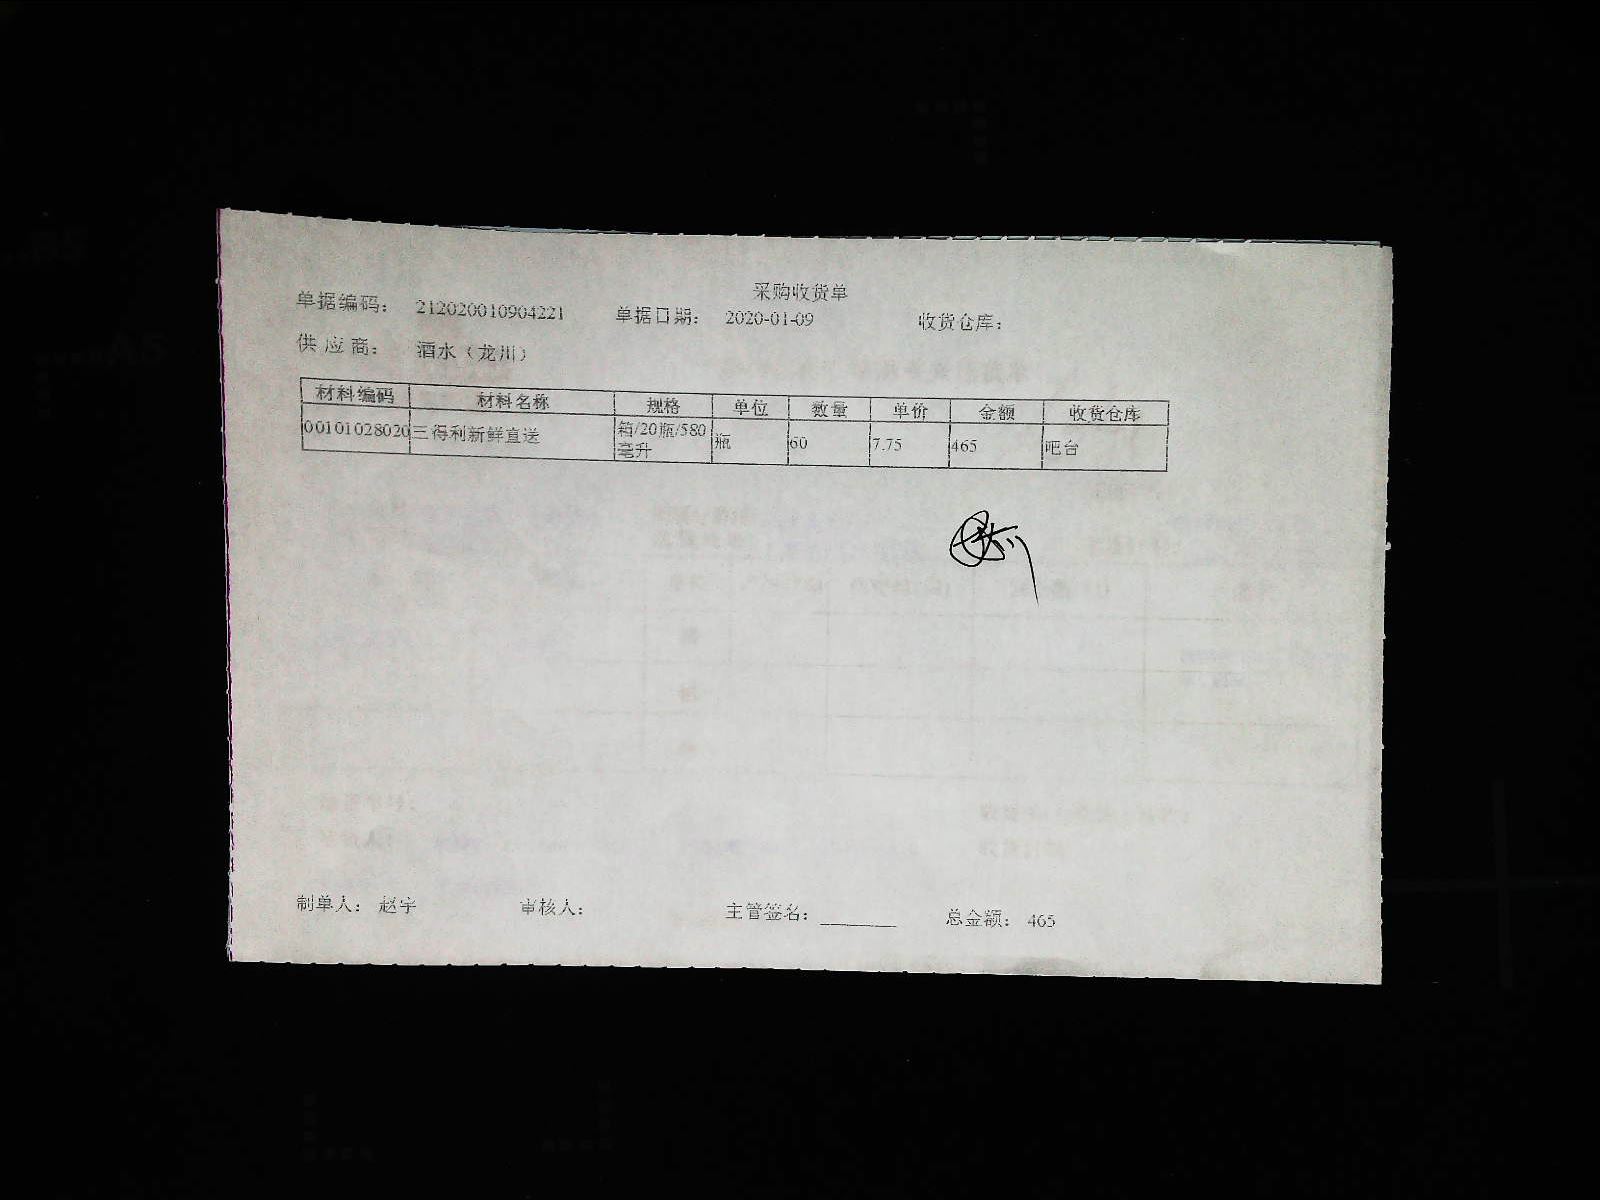 采购收货单
单据编码： 212020010904221 单据日期： 2020-01-09 收货仓库：
供应商： 酒水（龙川）
材料编码 材料名称 规格 单位 数量 单价 金额 收货仓库
00101028020 三得利新鲜直送 箱/20瓶/580毫升 瓶 60 7.75 465 吧台
制单人： 赵宇 审核人： 主管签名：________ 总金额： 465